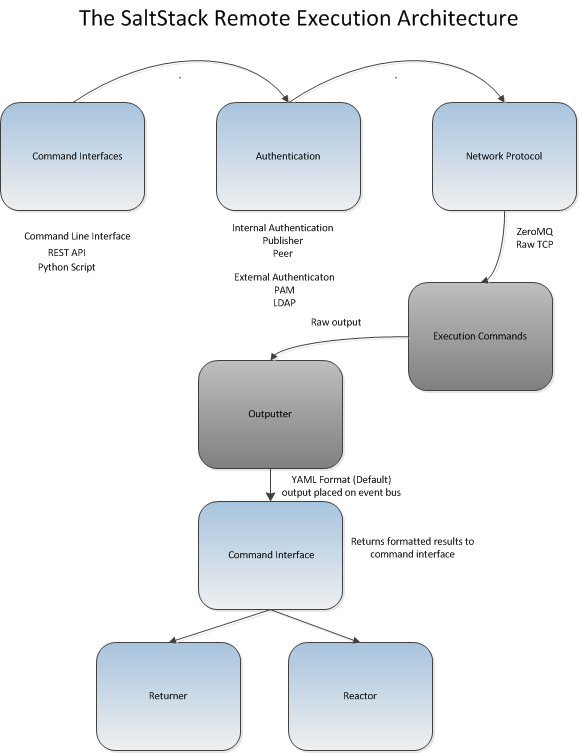 The SaltStack Remote Execution Architecture
Command Interfaces
Authentication
Network Protocol
Command Line Interface
REST API
Python Script
Internal Authentication
Publisher
Peer
External Authenticaton
PAM
LDAP
ZeroMQ
Raw TCP
Execution Commands
Raw output
Outputter
YAML Format (Default)
output placed on event bus
Command Interface
Returns formatted results to
command interface
Returner
Reactor